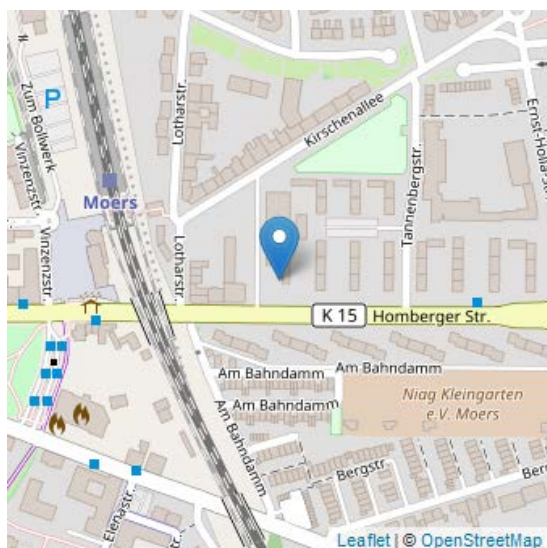 Zum Bollwerk
Vinzenzstr.
P
Lotharstr.
Kirschenallee
Ernst-Holla-Str.
Tannenbergstr.
Moers
Vinzenzstr.
Lotharstr.
K 15
Homberger Str.
Am Bahndamm
Am Bahndamm
Am Bahndamm
Am Bahndamm
Niag Kleingarten
e.V. Moers
Bergstr
Ber
Elenastr.
Leaflet | © OpenStreetMap